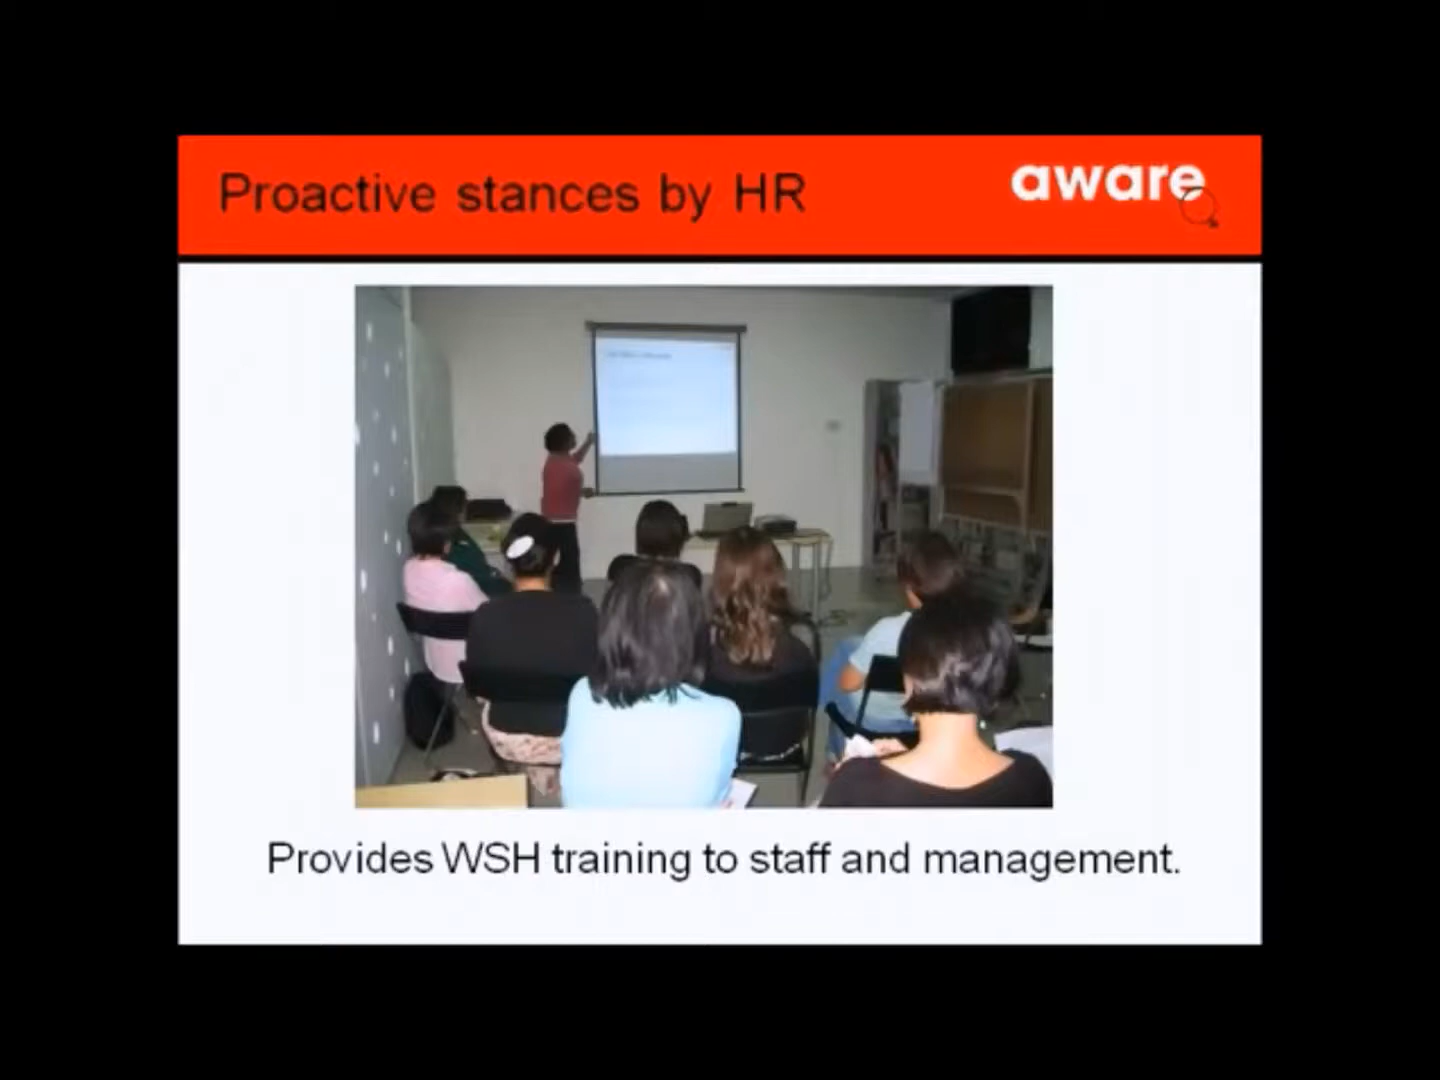 Proactive stances by HR
aware
Provides WSH training to staff and management.